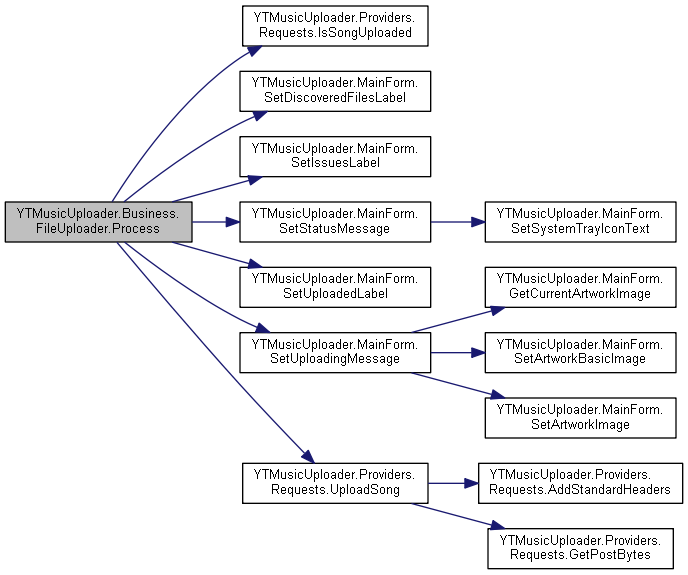 YTMusicUploader.Business.
FileUploader.Process
YTMusicUploader.Providers.
Requests.IsSongUploaded
YTMusicUploader.MainForm.
SetDiscoveredFilesLabel
YTMusicUploader.MainForm.
SetIssuesLabel
YTMusicUploader.MainForm.
SetStatusMessage
YTMusicUploader.MainForm.
SetSystemTrayIconText
YTMusicUploader.MainForm.
SetUploadedLabel
YTMusicUploader.MainForm.
SetUploadingMessage
YTMusicUploader.MainForm.
GetCurrentArtworkImage
YTMusicUploader.MainForm.
SetArtworkBasicImage
YTMusicUploader.MainForm.
SetArtworkImage
YTMusicUploader.Providers.
Requests.UploadSong
YTMusicUploader.Providers.
Requests.AddStandardHeaders
YTMusicUploader.Providers.
Requests.GetPostBytes